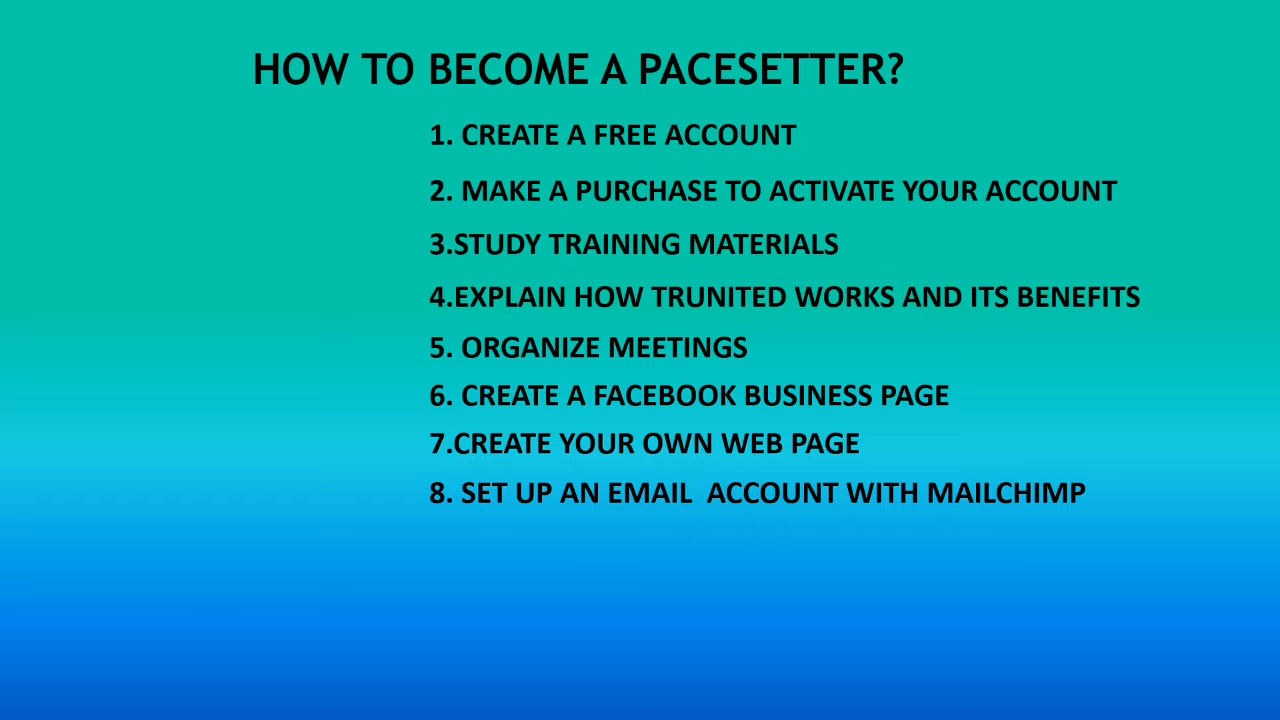 HOW TO BECOME A PACESETTER?
1. CREATE A FREE ACCOUNT
2. MAKE A PURCHASE TO ACTIVATE YOUR ACCOUNT
3.STUDY TRAINING MATERIALS
4.EXPLAIN HOW TRUNITED WORKS AND ITS BENEFITS
5. ORGANIZE MEETINGS
6. CREATE A FACEBOOK BUSINESS PAGE
7.CREATE YOUR OWN WEB PAGE
8. SET UP AN EMAIL  ACCOUNT WITH MAILCHIMP